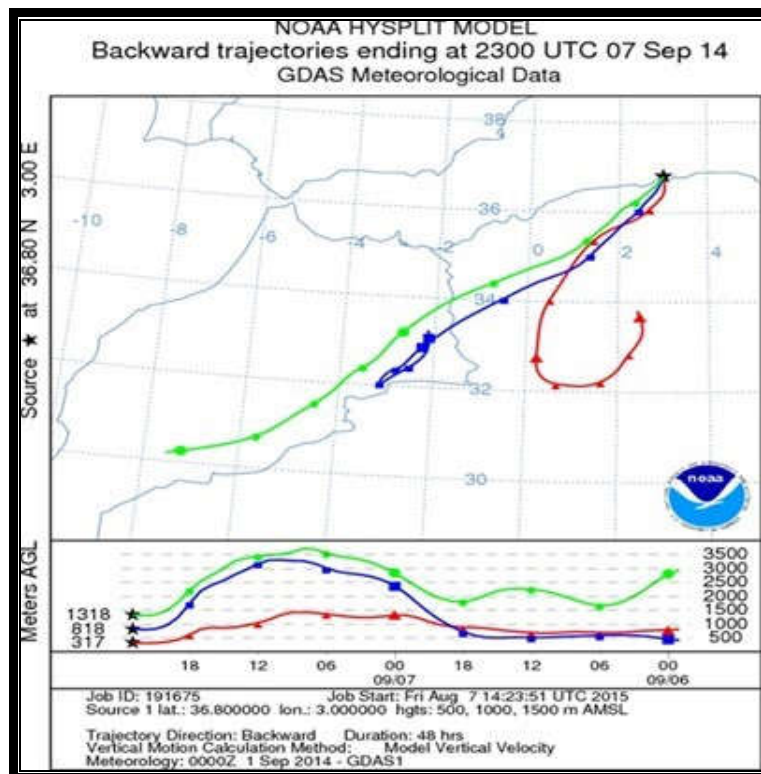 NOAA HYSPLIT MODEL
Backward trajectories ending at 2300 UTC 07 Sep 14
GDAS Meteorological Data
Source ★ at 36.80 N 3.00 E
38
4
36
-10
-8
-6
-4
-2
0
2
4
34
32
30
noaa
Meters AGL
1318
818
317
3500
3000
2500
2000
1500
1000
500
18 12 06 00 18 12 06 00
09/07 09/06
Job ID: 191675 Job Start: Fri Aug 7 14:23:51 UTC 2015
Source 1 lat.: 36.800000 lon.: 3.000000 hgts: 500, 1000, 1500 m AMSL
Trajectory Direction: Backward Duration: 48 hrs
Vertical Motion Calculation Method: Model Vertical Velocity
Meteorology: 0000Z 1 Sep 2014 - GDAS1